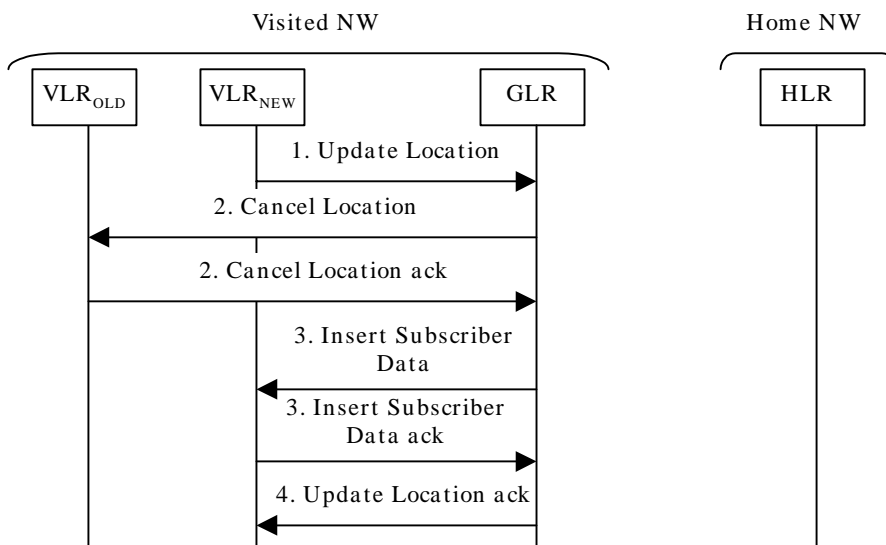 Visited NW
Home NW
VLR_OLD
VLR_NEW
GLR
HLR
1. Update Location
2. Cancel Location
2. Cancel Location ack
3. Insert Subscriber
Data
3. Insert Subscriber
Data ack
4. Update Location ack